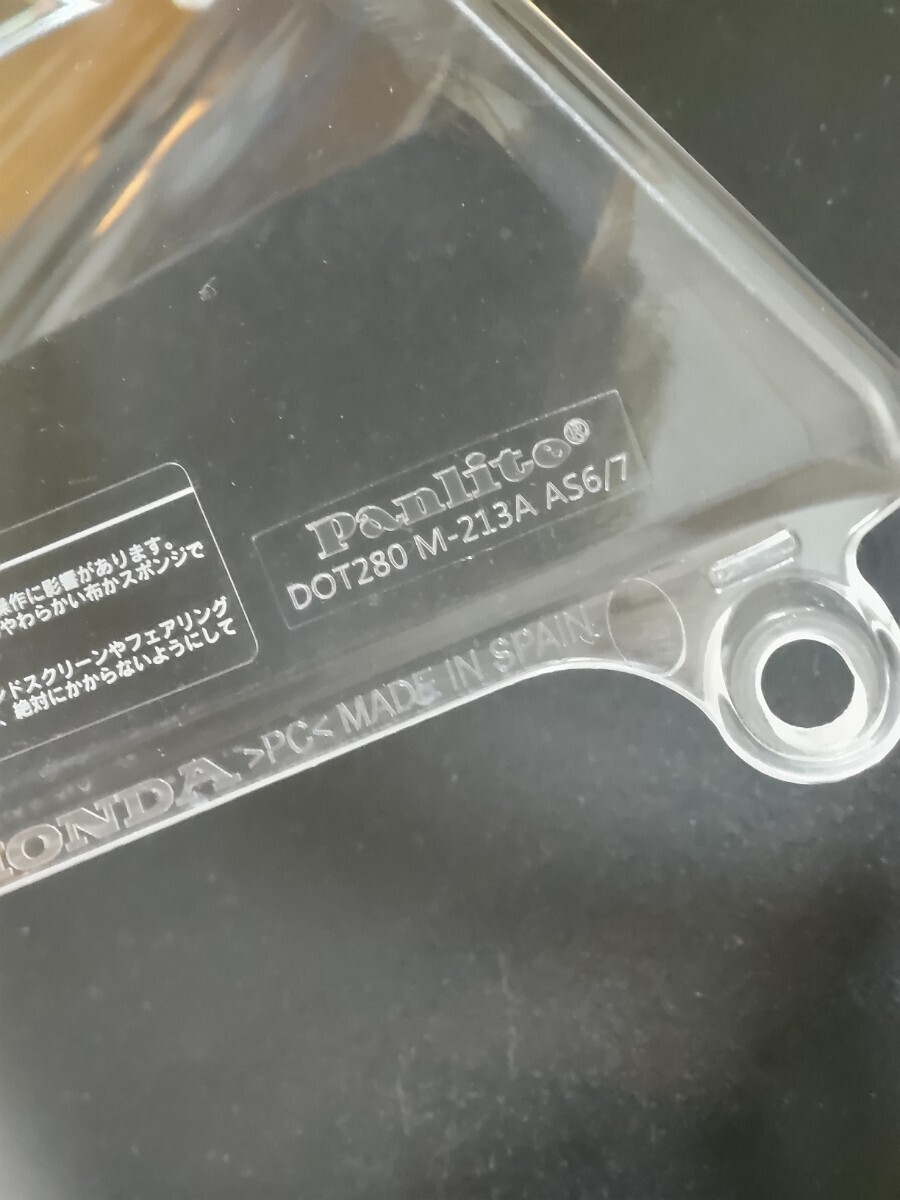 Panlite®
DOT280 M-213A AS6/7
操作に影響があります。
やわらかい布かスポンジで
ンドスクリーンやフェアリング
、絶対にかからないようにして
HONDA >PC< MADE IN SPAIN